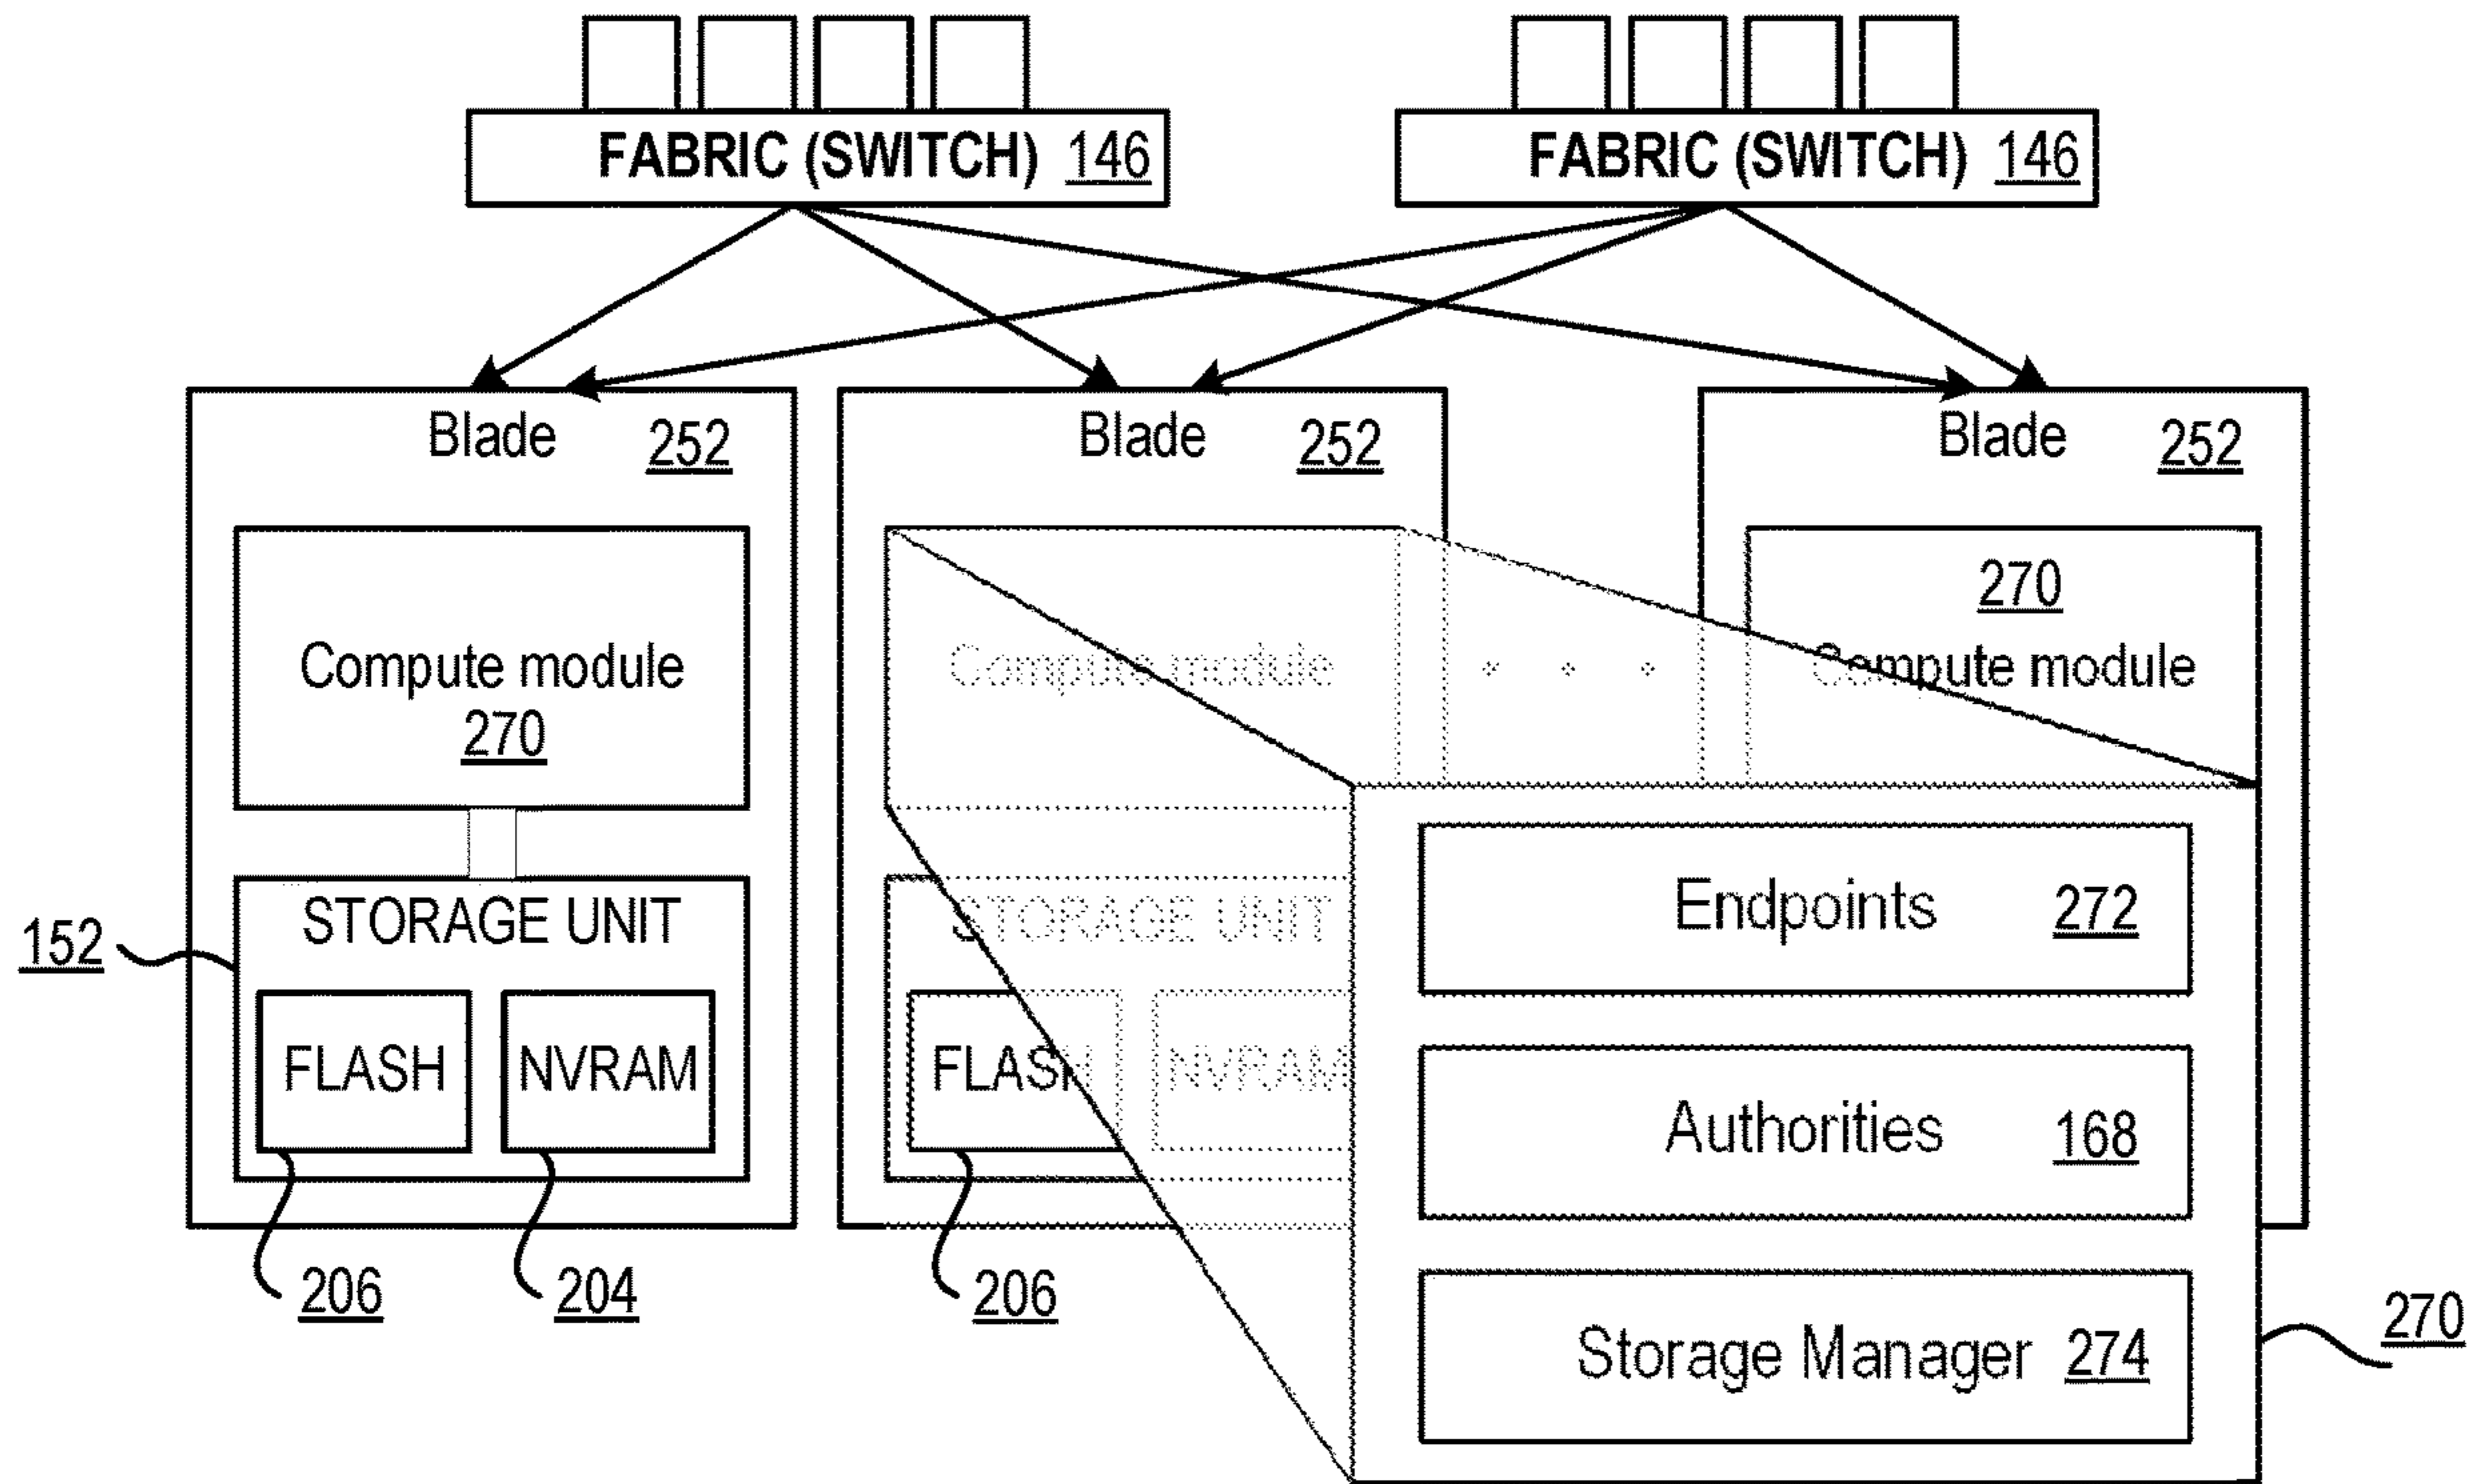 FABRIC (SWITCH) 146
FABRIC (SWITCH) 146
Blade 252
Blade 252
Blade 252
Compute module
270
Compute module
270
Compute module
STORAGE UNIT
152
FLASH
NVRAM
206
204
STORAGE UNIT
FLASH
NVRAM
206
Endpoints 272
Authorities 168
Storage Manager 274
270